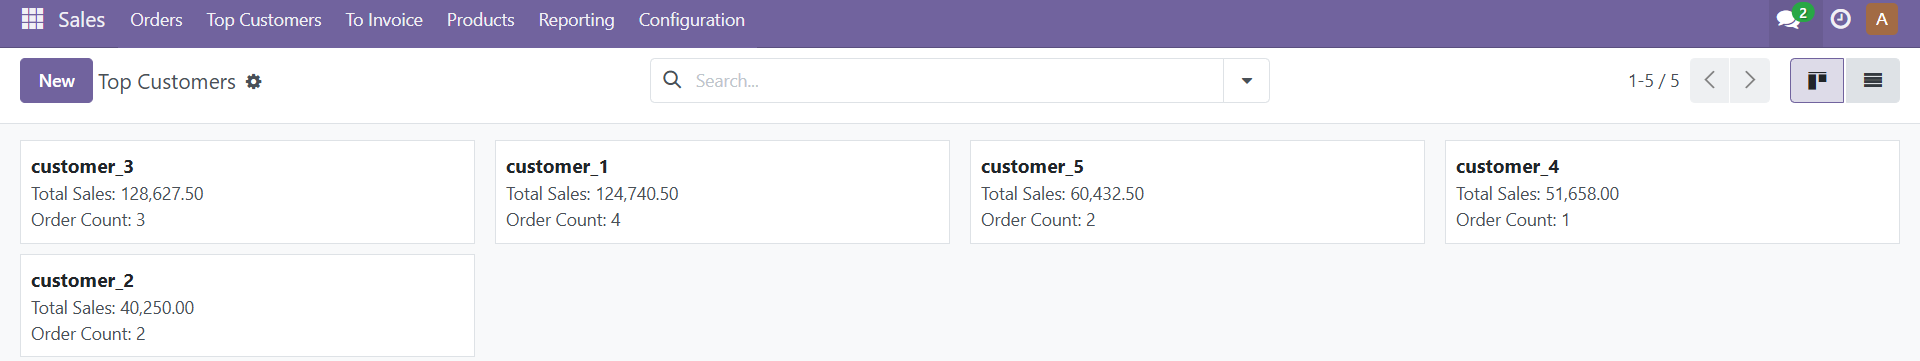 Sales Orders Top Customers To Invoice Products Reporting Configuration 2 A
New Top Customers Search... 1-5 / 5
customer_3
Total Sales: 128,627.50
Order Count: 3
customer_1
Total Sales: 124,740.50
Order Count: 4
customer_5
Total Sales: 60,432.50
Order Count: 2
customer_4
Total Sales: 51,658.00
Order Count: 1
customer_2
Total Sales: 40,250.00
Order Count: 2